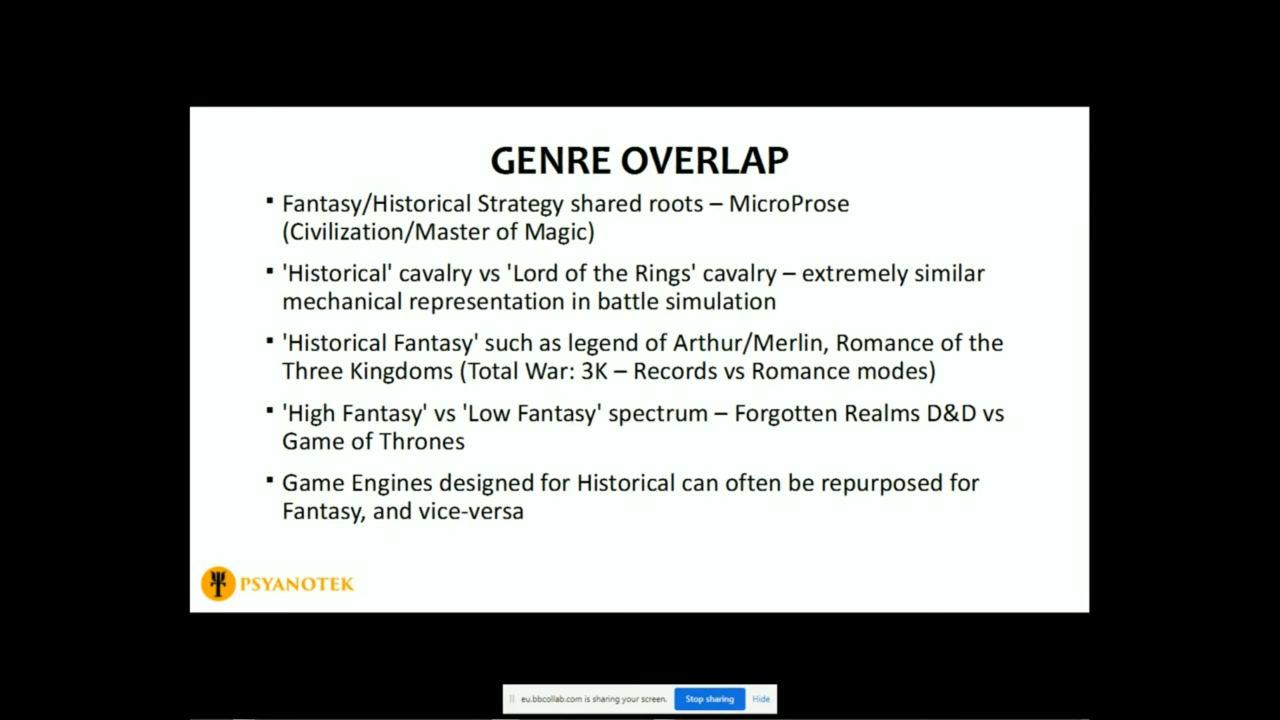 GENRE OVERLAP
▪ Fantasy/Historical Strategy shared roots – MicroProse
(Civilization/Master of Magic)
▪ 'Historical' cavalry vs 'Lord of the Rings' cavalry – extremely similar
mechanical representation in battle simulation
▪ 'Historical Fantasy' such as legend of Arthur/Merlin, Romance of the
Three Kingdoms (Total War: 3K – Records vs Romance modes)
▪ 'High Fantasy' vs 'Low Fantasy' spectrum – Forgotten Realms D&D vs
Game of Thrones
▪ Game Engines designed for Historical can often be repurposed for
Fantasy, and vice-versa
PSYANOTEK
eu.bbcollab.com is sharing your screen. Stop sharing Hide